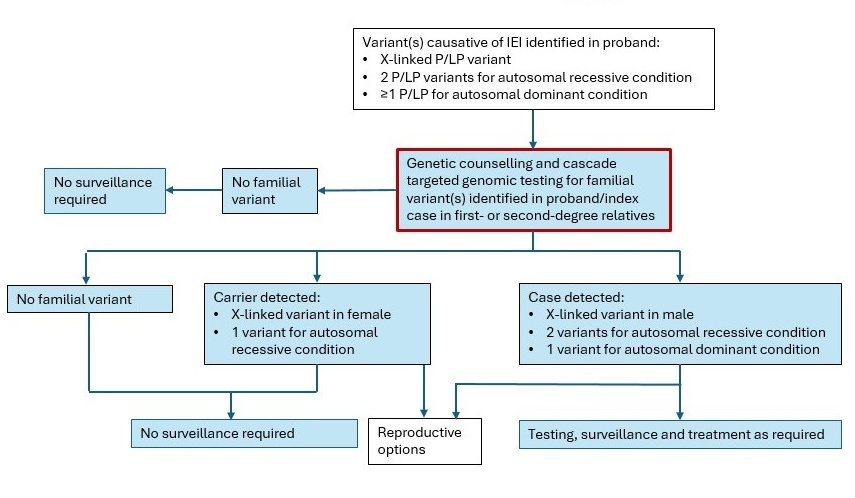 Variant(s) causative of IEI identified in proband:
• X-linked P/LP variant
• 2 P/LP variants for autosomal recessive condition
• ≥1 P/LP for autosomal dominant condition
Genetic counselling and cascade
targeted genomic testing for familial
variant(s) identified in proband/index
case in first- or second-degree relatives
No familial
variant
No surveillance
required
No familial variant
Carrier detected:
• X-linked variant in female
• 1 variant for autosomal
recessive condition
Case detected:
• X-linked variant in male
• 2 variants for autosomal recessive condition
• 1 variant for autosomal dominant condition
No surveillance required
Reproductive
options
Testing, surveillance and treatment as required